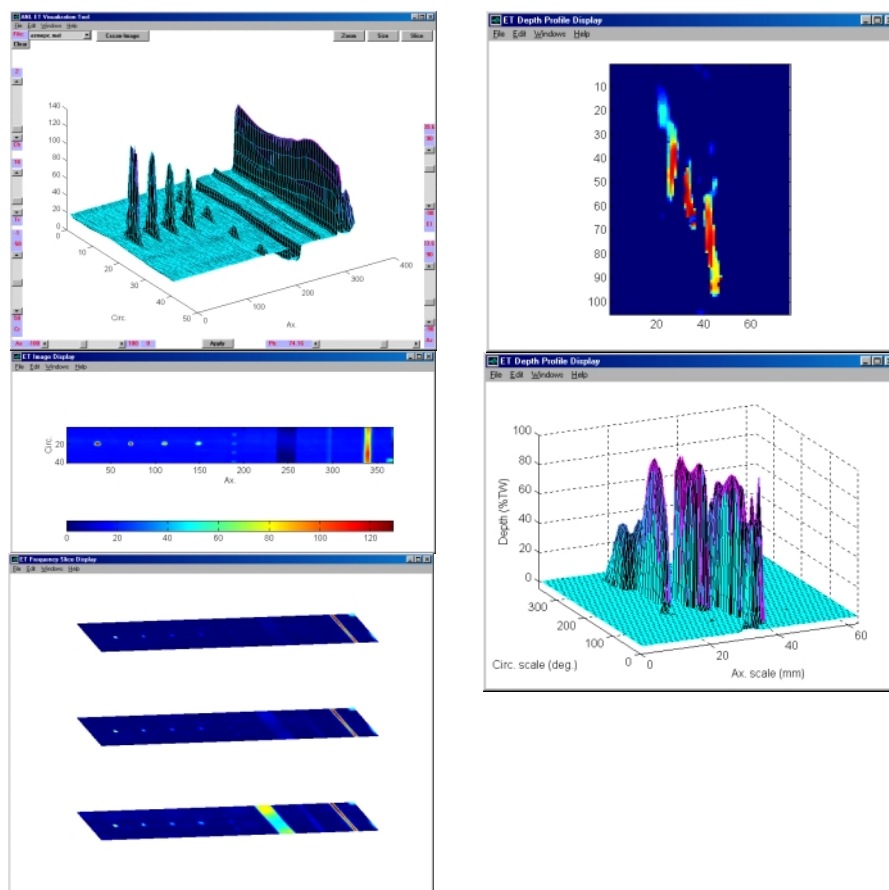 ANL ET Visualization Tool
File Edit Windows Help
File: Cscan Image Zoom Size Slice
Clear
140
120
100
80
60
40
20
0
0
10
20
30
40
50
0
100
200
300
400
Circ.
Ax
Apply
ET Image Display
File Edit Windows Help
Circ.
20
40
50 100 150 200 250 300 350
Ax.
0 20 40 60 80 100 120
ET Frequency Slice Display
File Edit Windows Help
ET Depth Profile Display
File Edit Windows Help
10
20
30
40
50
60
70
80
90
100
20 40 60
ET Depth Profile Display
File Edit Windows Help
100
80
60
40
20
0
Depth (%TW)
300
200
100
0
0
20
40
60
Circ. scale (deg.)
Ax. scale (mm)